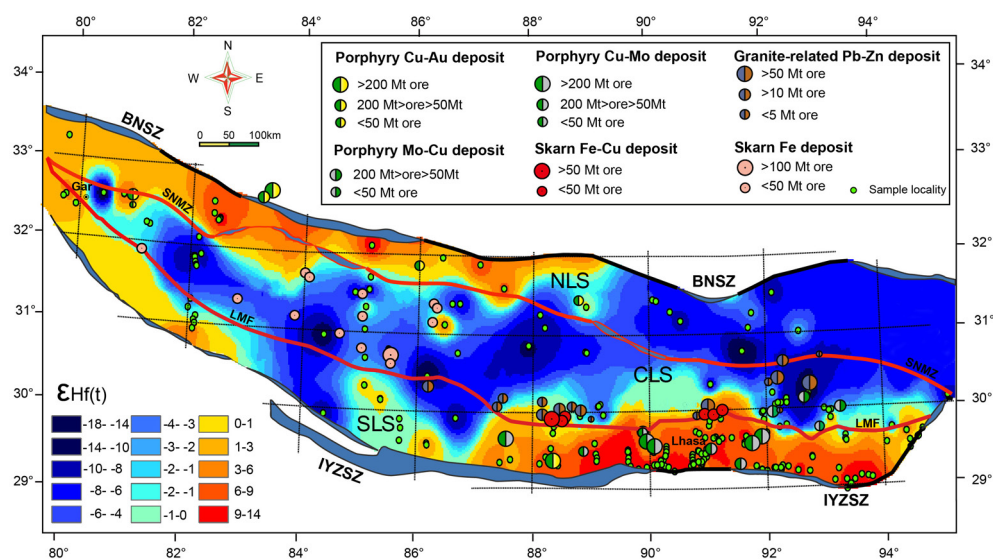 80° 82° 84° 86° 88° 90° 92° 94°
34° 34°
33° 33°
32° 32°
31° 31°
30° 30°
29° 29°
80° 82° 84° 86° 88° 90° 92° 94°
N
W E
S
0 50 100km
Porphyry Cu-Au deposit
>200 Mt ore
200 Mt>ore>50Mt
<50 Mt ore
Porphyry Cu-Mo deposit
>200 Mt ore
200 Mt>ore>50Mt
<50 Mt ore
Granite-related Pb-Zn deposit
>50 Mt ore
>10 Mt ore
<5 Mt ore
Porphyry Mo-Cu deposit
200 Mt>ore>50Mt
<50 Mt ore
Skarn Fe-Cu deposit
>50 Mt ore
<50 Mt ore
Skarn Fe deposit
>100 Mt ore
<50 Mt ore
Sample locality
BNSZ
Gar
SNMZ
LMF
NLS
BNSZ
CLS
SNMZ
SLS
LMF
Lhasa
IYZSZ
IYZSZ
εHf(t)
-18- -14
-14- -10
-10- -8
-8- -6
-6- -4
-4- -3
-3- -2
-2- -1
-2- -1
-1-0
0-1
1-3
3-6
6-9
9-14